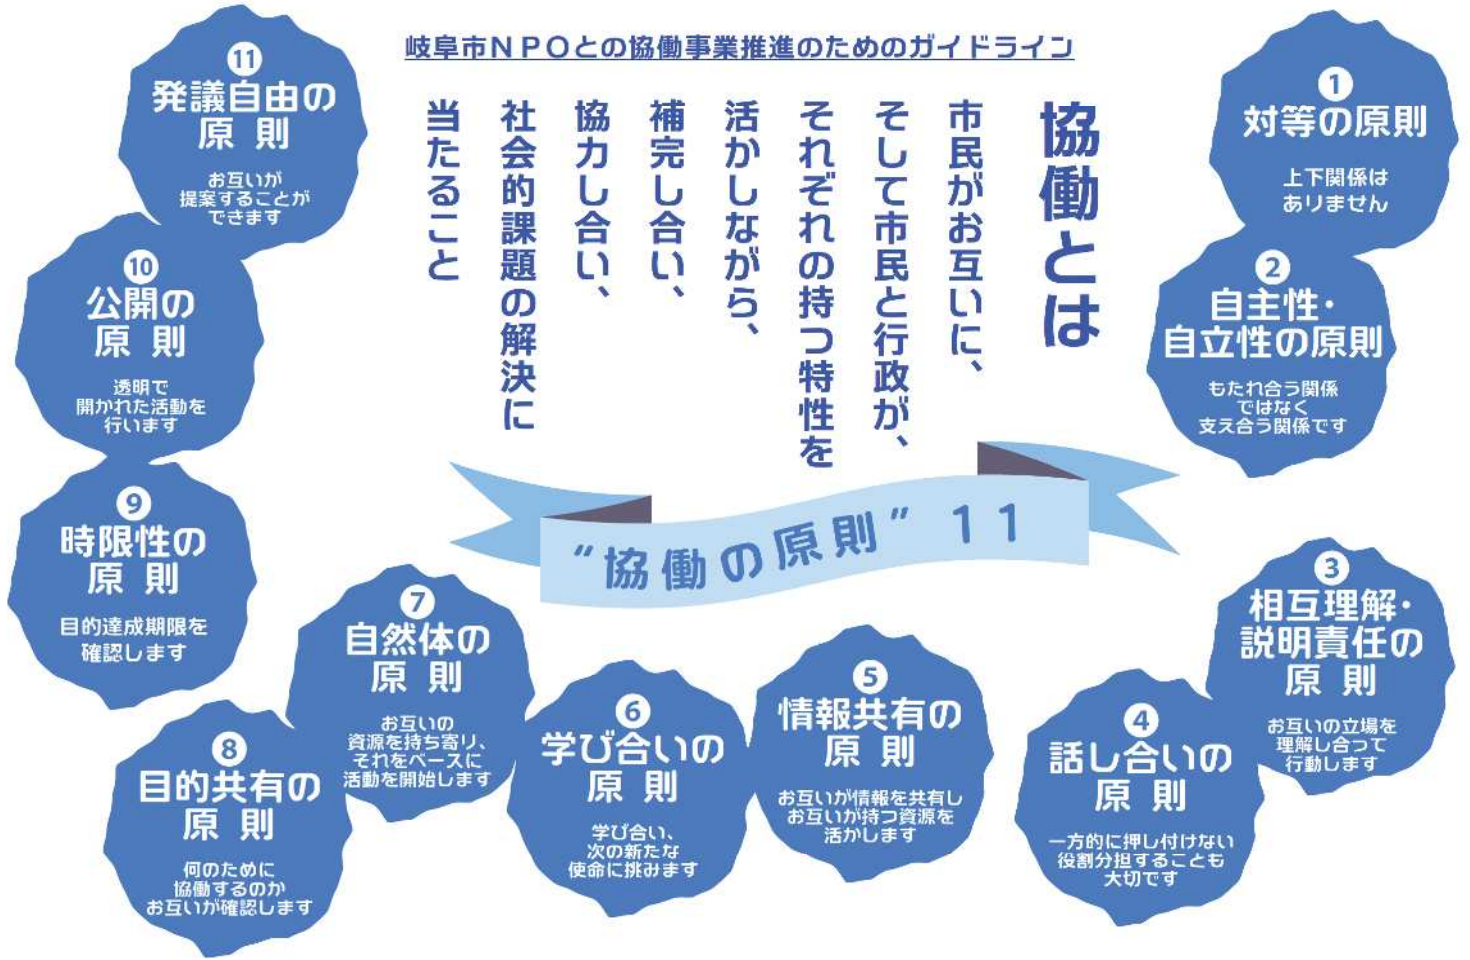 岐阜市NPOとの協働事業推進のためのガイドライン
協働とは
市民がお互いに、
そして市民と行政が、
それぞれの持つ特性を
活かしながら、
補完し合い、
協力し合い、
社会的課題の解決に
当たること
“協働の原則” 11
1
対等の原則
上下関係は
ありません
2
自主性・
自立性の原則
もたれ合う関係
ではなく
支え合う関係です
3
相互理解・
説明責任の
原則
お互いの立場を
理解し合って
行動します
4
話し合いの
原則
一方的に押し付けない
役割分担することも
大切です
5
情報共有の
原則
お互いが情報を共有し
お互いが持つ資源を
活かします
6
学び合いの
原則
学び合い、
次の新たな
使命に挑みます
7
自然体の
原則
お互いの
資源を持ち寄り、
それをベースに
活動を開始します
8
目的共有の
原則
何のために
協働するのか
お互いが確認します
9
時限性の
原則
目的達成期限を
確認します
10
公開の
原則
透明で
開かれた活動を
行います
11
発議自由の
原則
お互いが
提案することが
できます